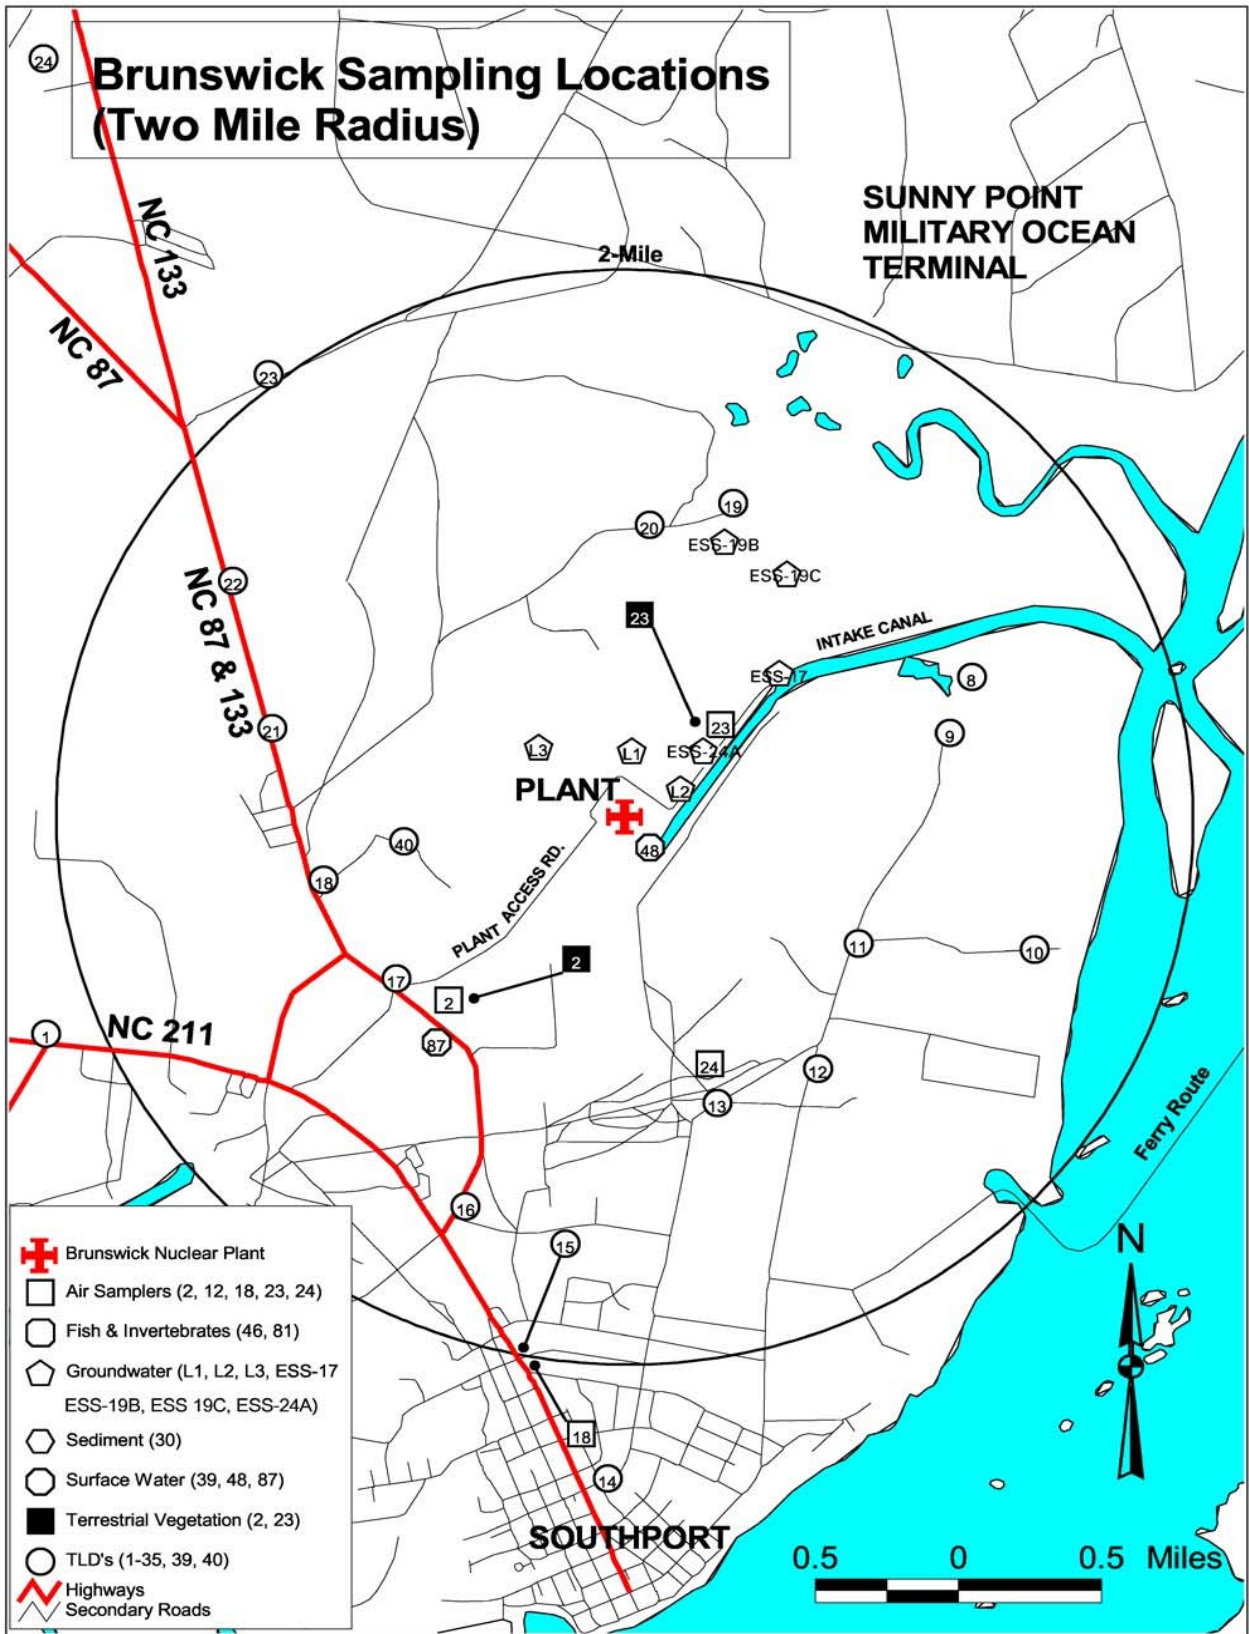 24
Brunswick Sampling Locations
(Two Mile Radius)
SUNNY POINT
MILITARY OCEAN
TERMINAL
NC 133
2-Mile
NC 87
23
19
20
ESS-19B
ESS-19C
22
NC 87 & 133
23
INTAKE CANAL
ESS-17
8
21
23
9
L3
L1
ESS-24A
PLANT
L2
40
48
18
PLANT ACCESS RD.
11
10
2
17
2
1
NC 211
87
24
12
13
Ferry Route
16
15
N
Brunswick Nuclear Plant
Air Samplers (2, 12, 18, 23, 24)
Fish & Invertebrates (46, 81)
Groundwater (L1, L2, L3, ESS-17
ESS-19B, ESS 19C, ESS-24A)
Sediment (30)
Surface Water (39, 48, 87)
Terrestrial Vegetation (2, 23)
TLD's (1-35, 39, 40)
Highways
Secondary Roads
18
14
SOUTHPORT
0.5 0 0.5 Miles